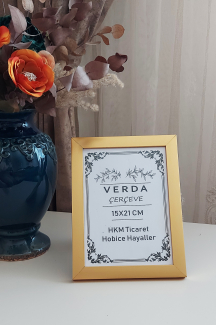 VERDA
ÇERÇEVE
15X21 CM
HKM Ticaret
Hobice Hayaller